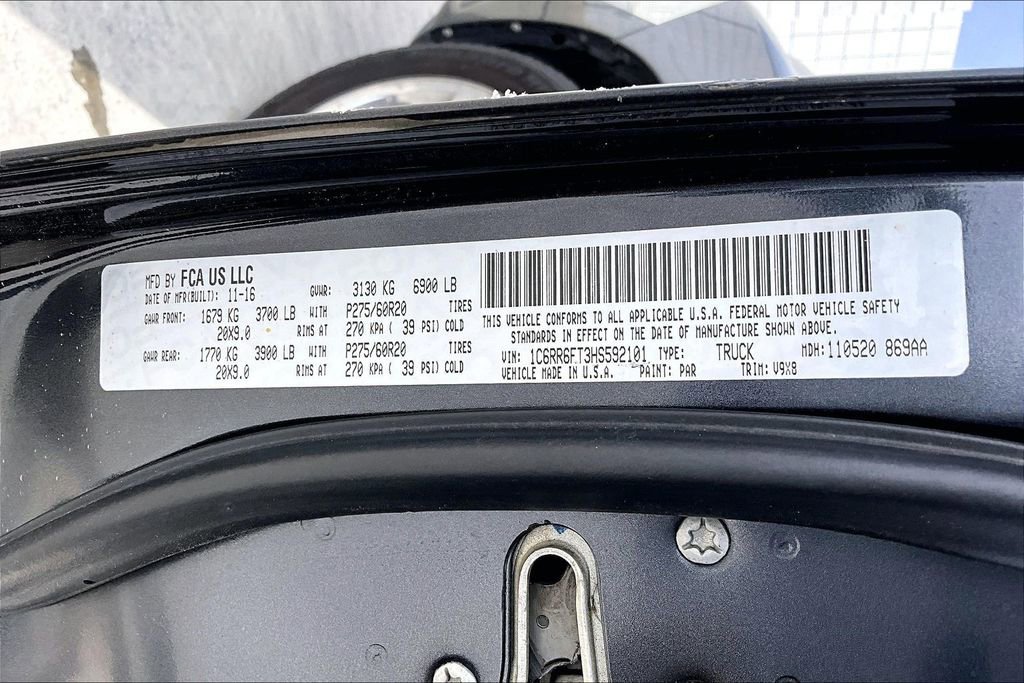 MFD BY FCA US LLC
DATE OF MFR(BUILT): 11-16 GVWR: 3130 KG 6900 LB
GAWR FRONT: 1679 KG 3700 LB WITH P275/60R20 TIRES
20X9.0 RIMS AT 270 KPA ( 39 PSI) COLD
GAWR REAR: 1770 KG 3900 LB WITH P275/60R20 TIRES
20X9.0 RIMS AT 270 KPA ( 39 PSI) COLD
THIS VEHICLE CONFORMS TO ALL APPLICABLE U.S.A. FEDERAL MOTOR VEHICLE SAFETY
STANDARDS IN EFFECT ON THE DATE OF MANUFACTURE SHOWN ABOVE.
VIN: 1C6RR6FT3HS592101 TYPE: TRUCK MDH: 110520 869AA
VEHICLE MADE IN U.S.A. PAINT: PAR TRIM: V9X8